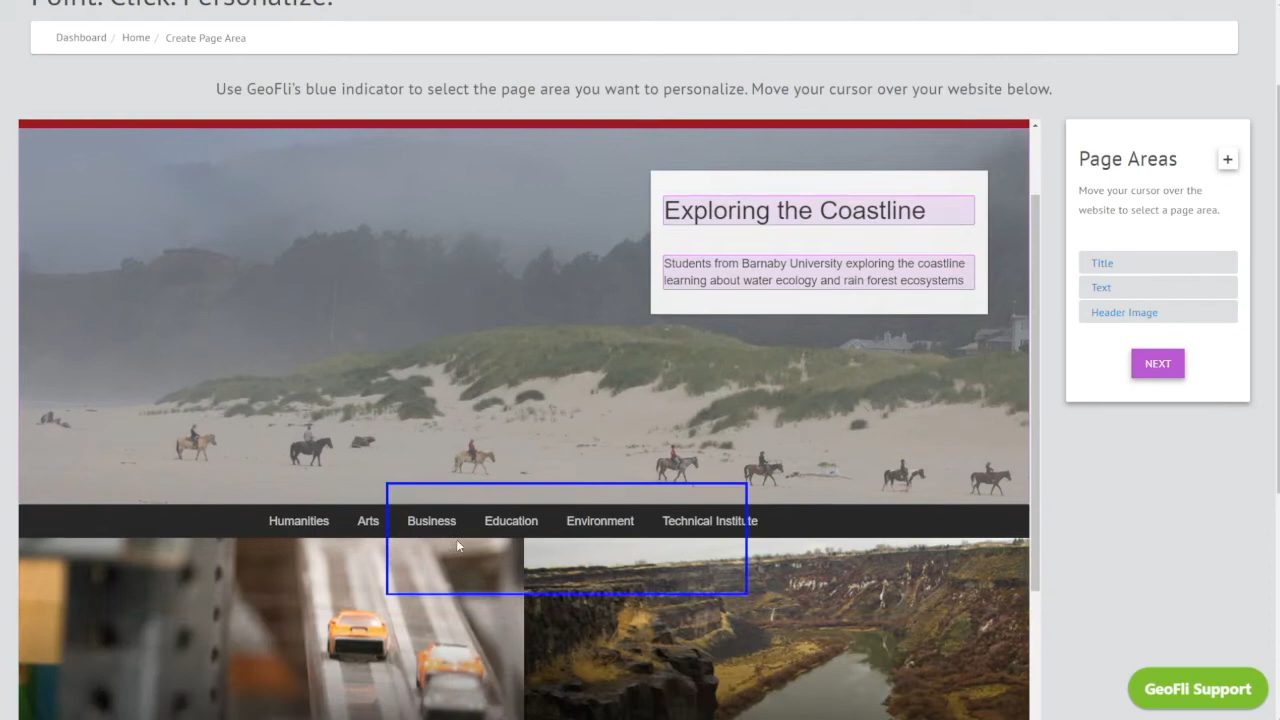 Point. Click. Personalize.
Dashboard / Home / Create Page Area
Use GeoFli's blue indicator to select the page area you want to personalize. Move your cursor over your website below.
Exploring the Coastline
Students from Barnaby University exploring the coastline
learning about water ecology and rain forest ecosystems
Humanities Arts Business Education Environment Technical Institute
Page Areas +
Move your cursor over the
website to select a page area.
Title
Text
Header Image
NEXT
GeoFli Support